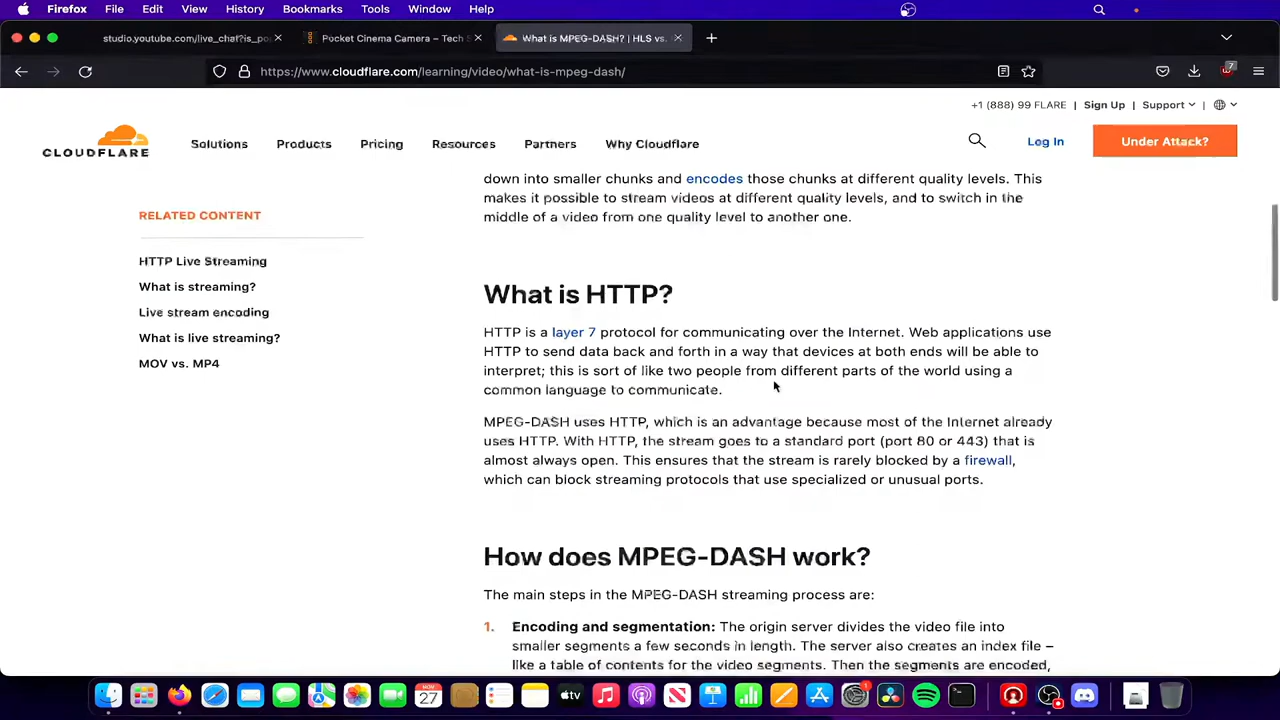 Firefox File Edit View History Bookmarks Tools Window Help
studio.youtube.com/live_chat?is_po
Pocket Cinema Camera – Tech S
What is MPEG-DASH? | HLS vs.
https://www.cloudflare.com/learning/video/what-is-mpeg-dash/
7
+1 (888) 99 FLARE | Sign Up | Support |
CLOUDFLARE
Solutions Products Pricing Resources Partners Why Cloudflare
Log In
Under Attack?
RELATED CONTENT
HTTP Live Streaming
What is streaming?
Live stream encoding
What is live streaming?
MOV vs. MP4
down into smaller chunks and encodes those chunks at different quality levels. This
makes it possible to stream videos at different quality levels, and to switch in the
middle of a video from one quality level to another one.
What is HTTP?
HTTP is a layer 7 protocol for communicating over the Internet. Web applications use
HTTP to send data back and forth in a way that devices at both ends will be able to
interpret; this is sort of like two people from different parts of the world using a
common language to communicate.
MPEG-DASH uses HTTP, which is an advantage because most of the Internet already
uses HTTP. With HTTP, the stream goes to a standard port (port 80 or 443) that is
almost always open. This ensures that the stream is rarely blocked by a firewall,
which can block streaming protocols that use specialized or unusual ports.
How does MPEG-DASH work?
The main steps in the MPEG-DASH streaming process are:
1. Encoding and segmentation: The origin server divides the video file into
smaller segments a few seconds in length. The server also creates an index file –
like a table of contents for the video segments. Then the segments are encoded,
NOV
27
tv